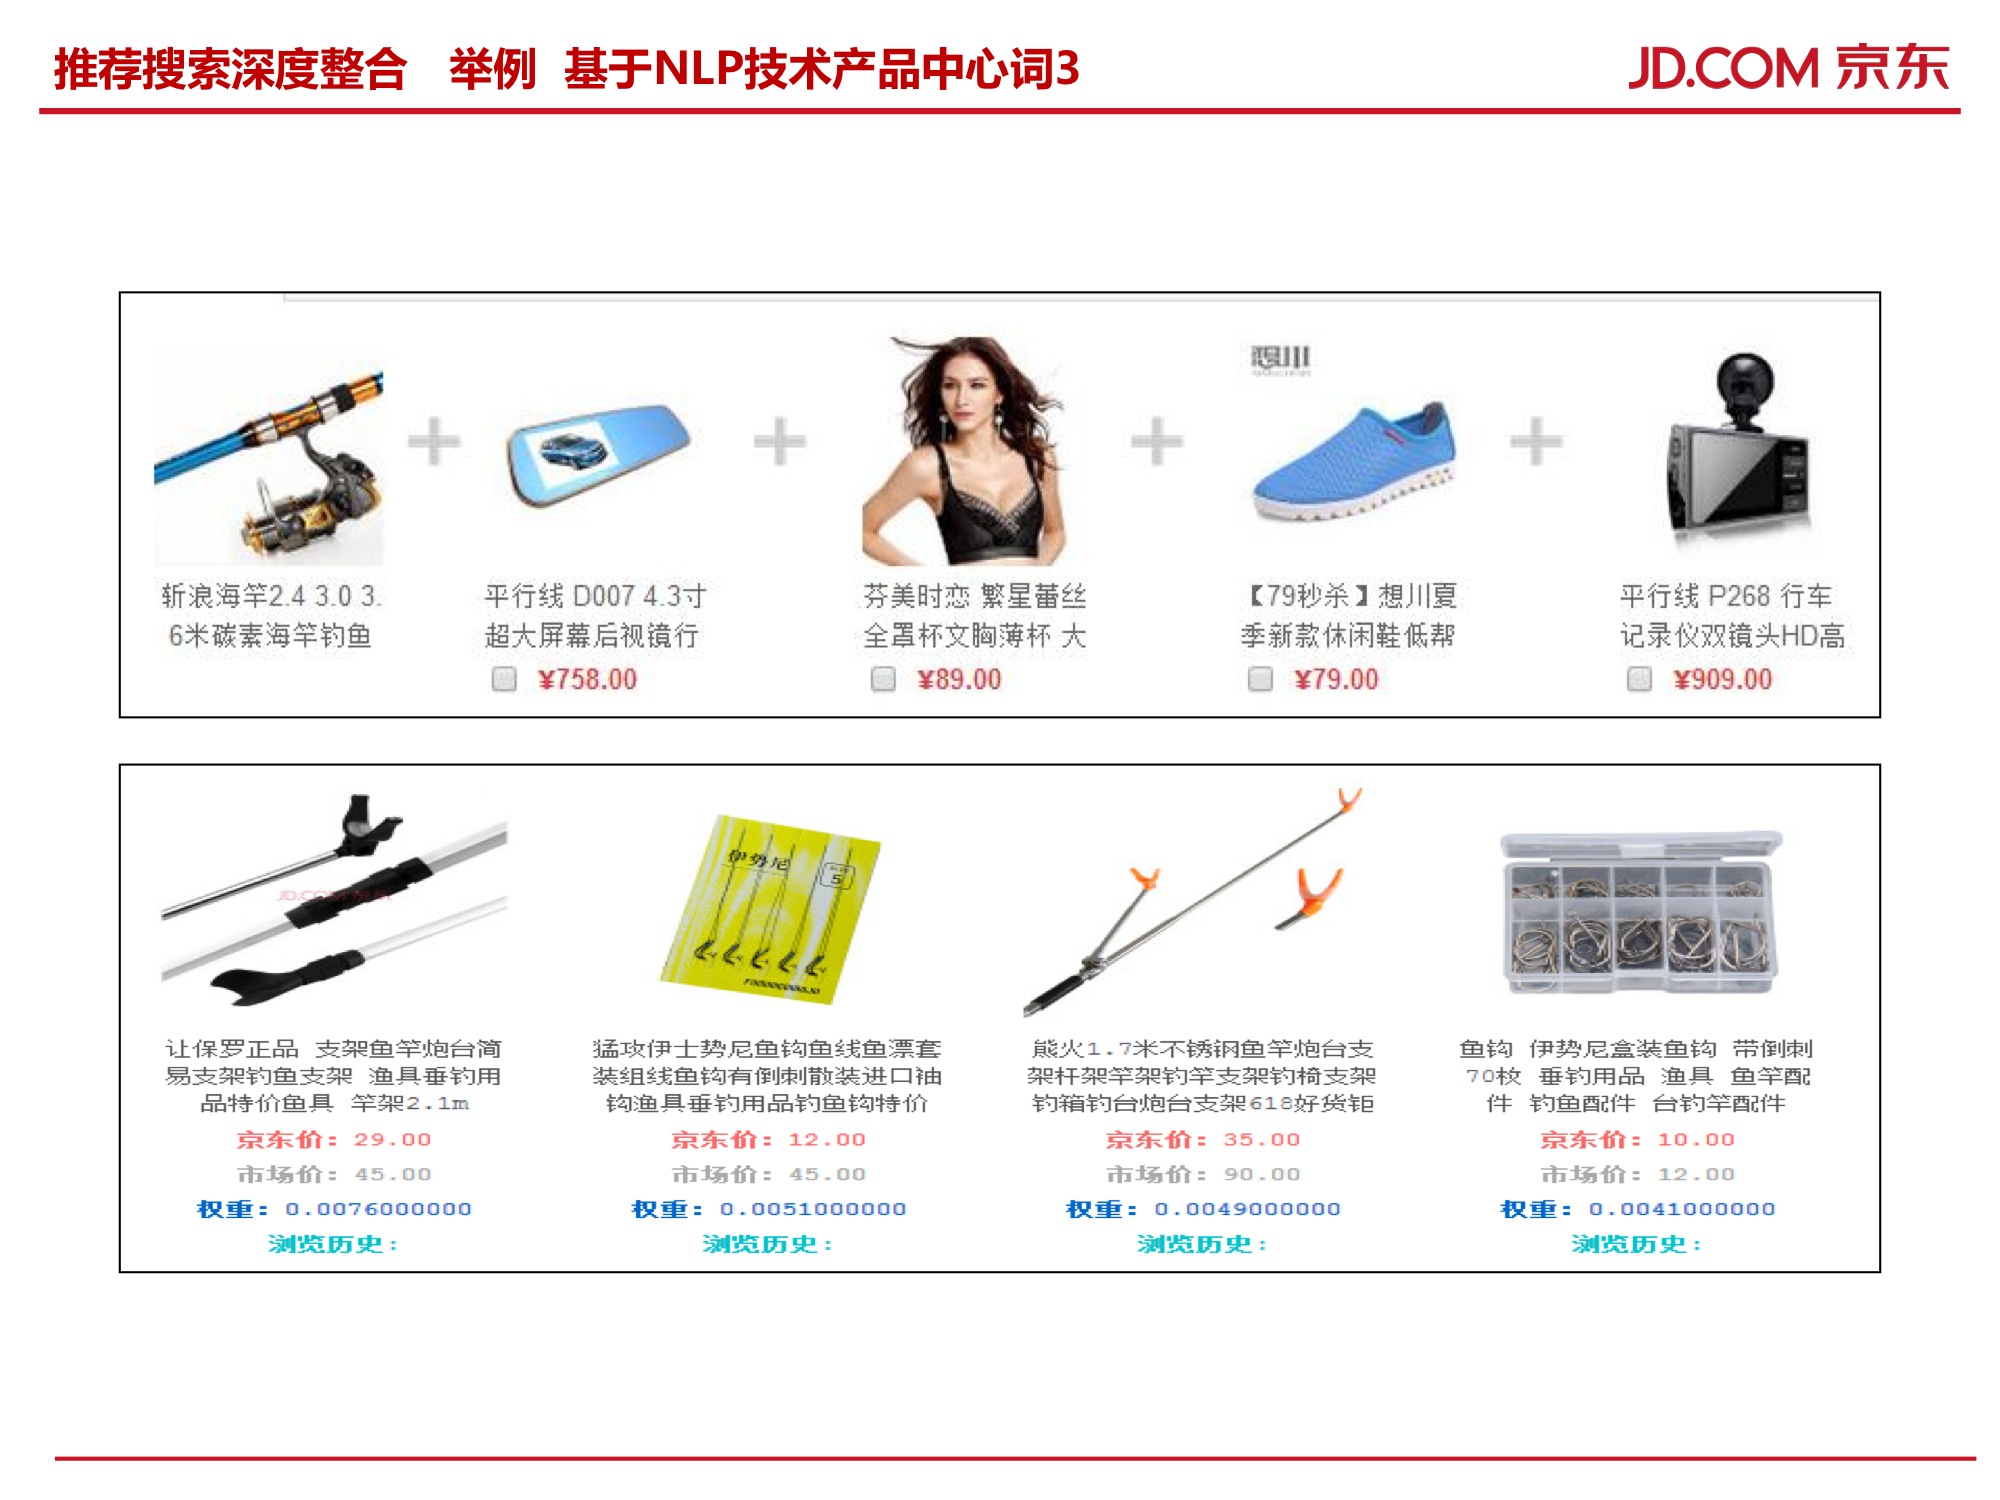 推荐搜索深度整合 举例 基于NLP技术产品中心词3
JD.COM 京东
想川
斩浪海竿2.4 3.0 3.
6米碳素海竿钓鱼
平行线 D007 4.3寸
超大屏幕后视镜行
¥758.00
芬美时恋 繁星蕾丝
全罩杯文胸薄杯 大
¥89.00
【79秒杀】想川夏
季新款休闲鞋低帮
¥79.00
平行线 P268 行车
记录仪双镜头HD高
¥909.00
伊势尼
5
让保罗正品 支架鱼竿炮台简
易支架钓鱼支架 渔具垂钓用
品特价鱼具 竿架2.1m
京东价: 29.00
市场价: 45.00
权重: 0.0076000000
浏览历史:
猛攻伊士势尼鱼钩鱼线鱼漂套
装组线鱼钩有倒刺散装进口袖
钩渔具垂钓用品钓鱼钩特价
京东价: 12.00
市场价: 45.00
权重: 0.0051000000
浏览历史:
熊火1.7米不锈钢鱼竿炮台支
架杆架竿架钓竿支架钓椅支架
钓箱钓台炮台支架618好货钜
京东价: 35.00
市场价: 90.00
权重: 0.0049000000
浏览历史:
鱼钩 伊势尼盒装鱼钩 带倒刺
70枚 垂钓用品 渔具 鱼竿配
件 钓鱼配件 台钓竿配件
京东价: 10.00
市场价: 12.00
权重: 0.0041000000
浏览历史: